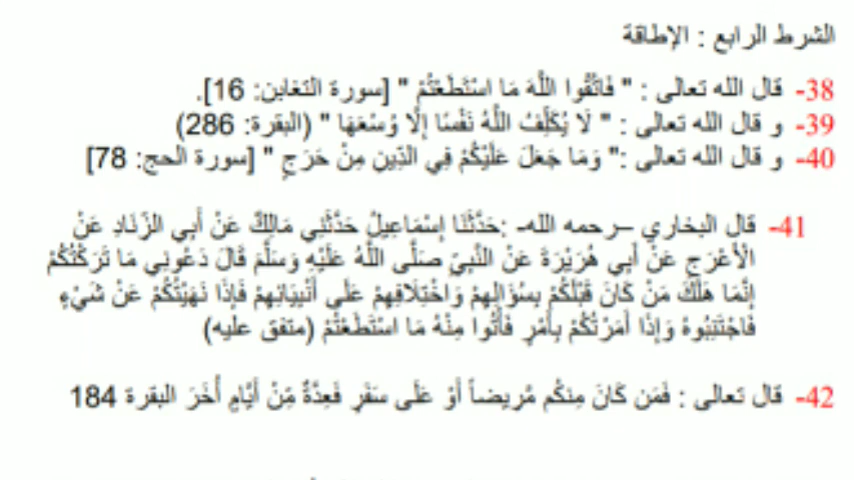 الشرط الرابع : الإطاقة
38- قال الله تعالى : " فَاتَّقُوا اللَّهَ مَا اسْتَطَعْتُمْ " [سورة التغابن: 16].
39- و قال الله تعالى : " لَا يُكَلِّفُ اللَّهُ نَفْسًا إِلَّا وُسْعَهَا " (البقرة: 286)
40- و قال الله تعالى :" وَمَا جَعَلَ عَلَيْكُمْ فِي الدِّينِ مِنْ حَرَجٍ " [سورة الحج: 78]
41- قال البخاري –رحمه الله- :حَدَّثَنَا إِسْمَاعِيلُ حَدَّثَنِي مَالِكٌ عَنْ أَبِي الزِّنَادِ عَنْ
الْأَعْرَجِ عَنْ أَبِي هُرَيْرَةَ عَنْ النَّبِيِّ صَلَّى اللَّهُ عَلَيْهِ وَسَلَّمَ قَالَ دَعُونِي مَا تَرَكْتُكُمْ
إِنَّمَا هَلَكَ مَنْ كَانَ قَبْلَكُمْ بِسُؤَالِهِمْ وَاخْتِلَافِهِمْ عَلَى أَنْبِيَائِهِمْ فَإِذَا نَهَيْتُكُمْ عَنْ شَيْءٍ
فَاجْتَنِبُوهُ وَإِذَا أَمَرْتُكُمْ بِأَمْرٍ فَأْتُوا مِنْهُ مَا اسْتَطَعْتُمْ (متفق عليه)
42- قال تعالى : فَمَن كَانَ مِنكُم مَّرِيضاً أَوْ عَلَى سَفَرٍ فَعِدَّةٌ مِّنْ أَيَّامٍ أُخَرَ البقرة 184